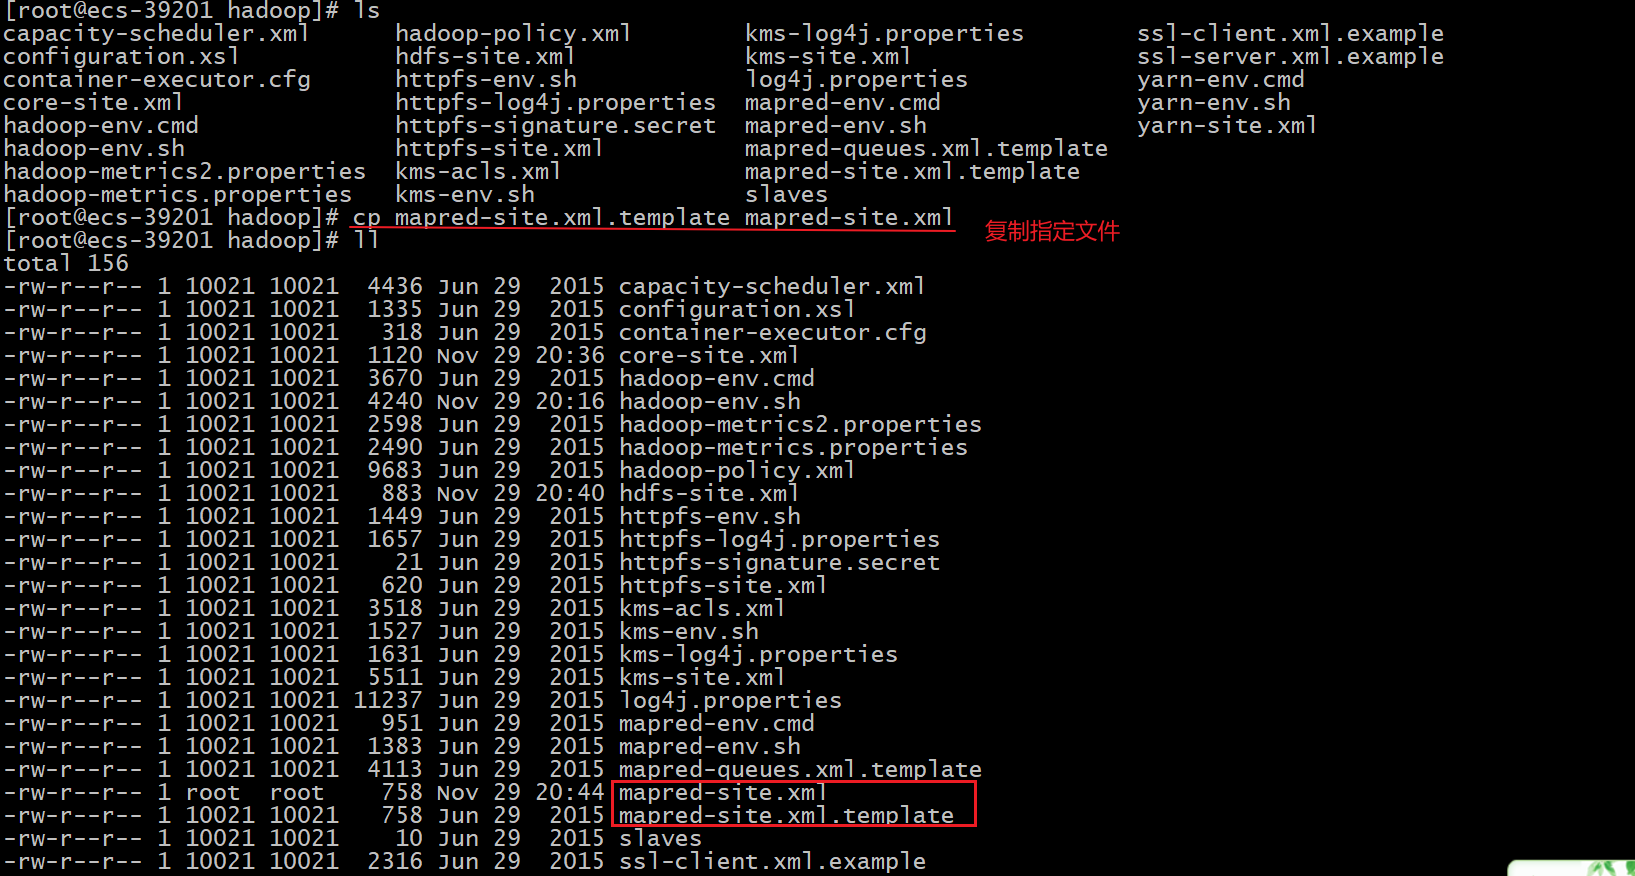 [root@ecs-39201 hadoop]# ls
capacity-scheduler.xml hadoop-policy.xml kms-log4j.properties ssl-client.xml.example
configuration.xsl hdfs-site.xml kms-site.xml ssl-server.xml.example
container-executor.cfg httpfs-env.sh log4j.properties yarn-env.cmd
core-site.xml httpfs-log4j.properties mapred-env.cmd yarn-env.sh
hadoop-env.cmd httpfs-signature.secret mapred-env.sh yarn-site.xml
hadoop-env.sh httpfs-site.xml mapred-queues.xml.template
hadoop-metrics2.properties kms-acls.xml mapred-site.xml.template
hadoop-metrics.properties kms-env.sh slaves
[root@ecs-39201 hadoop]# cp mapred-site.xml.template mapred-site.xml
复制指定文件
[root@ecs-39201 hadoop]# ll
total 156
-rw-r--r-- 1 10021 10021 4436 Jun 29 2015 capacity-scheduler.xml
-rw-r--r-- 1 10021 10021 1335 Jun 29 2015 configuration.xsl
-rw-r--r-- 1 10021 10021 318 Jun 29 2015 container-executor.cfg
-rw-r--r-- 1 10021 10021 1120 Nov 29 20:36 core-site.xml
-rw-r--r-- 1 10021 10021 3670 Jun 29 2015 hadoop-env.cmd
-rw-r--r-- 1 10021 10021 4240 Nov 29 20:16 hadoop-env.sh
-rw-r--r-- 1 10021 10021 2598 Jun 29 2015 hadoop-metrics2.properties
-rw-r--r-- 1 10021 10021 2490 Jun 29 2015 hadoop-metrics.properties
-rw-r--r-- 1 10021 10021 9683 Jun 29 2015 hadoop-policy.xml
-rw-r--r-- 1 10021 10021 883 Nov 29 20:40 hdfs-site.xml
-rw-r--r-- 1 10021 10021 1449 Jun 29 2015 httpfs-env.sh
-rw-r--r-- 1 10021 10021 1657 Jun 29 2015 httpfs-log4j.properties
-rw-r--r-- 1 10021 10021 21 Jun 29 2015 httpfs-signature.secret
-rw-r--r-- 1 10021 10021 620 Jun 29 2015 httpfs-site.xml
-rw-r--r-- 1 10021 10021 3518 Jun 29 2015 kms-acls.xml
-rw-r--r-- 1 10021 10021 1527 Jun 29 2015 kms-env.sh
-rw-r--r-- 1 10021 10021 1631 Jun 29 2015 kms-log4j.properties
-rw-r--r-- 1 10021 10021 5511 Jun 29 2015 kms-site.xml
-rw-r--r-- 1 10021 10021 11237 Jun 29 2015 log4j.properties
-rw-r--r-- 1 10021 10021 951 Jun 29 2015 mapred-env.cmd
-rw-r--r-- 1 10021 10021 1383 Jun 29 2015 mapred-env.sh
-rw-r--r-- 1 10021 10021 4113 Jun 29 2015 mapred-queues.xml.template
-rw-r--r-- 1 root root 758 Nov 29 20:44 mapred-site.xml
-rw-r--r-- 1 10021 10021 758 Jun 29 2015 mapred-site.xml.template
-rw-r--r-- 1 10021 10021 10 Jun 29 2015 slaves
-rw-r--r-- 1 10021 10021 2316 Jun 29 2015 ssl-client.xml.example